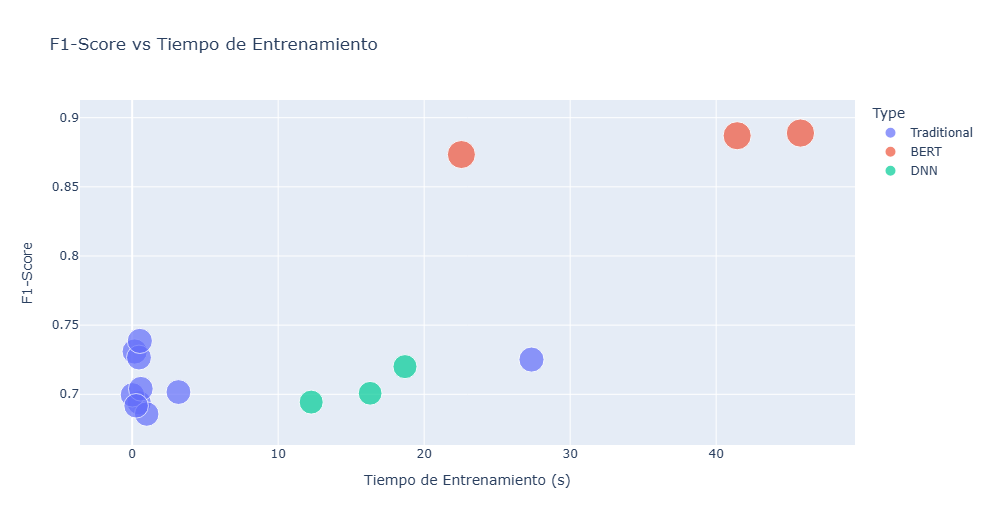 F1-Score vs Tiempo de Entrenamiento
Type
Traditional
BERT
DNN
F1-Score
0.9
0.85
0.8
0.75
0.7
0
10
20
30
40
Tiempo de Entrenamiento (s)